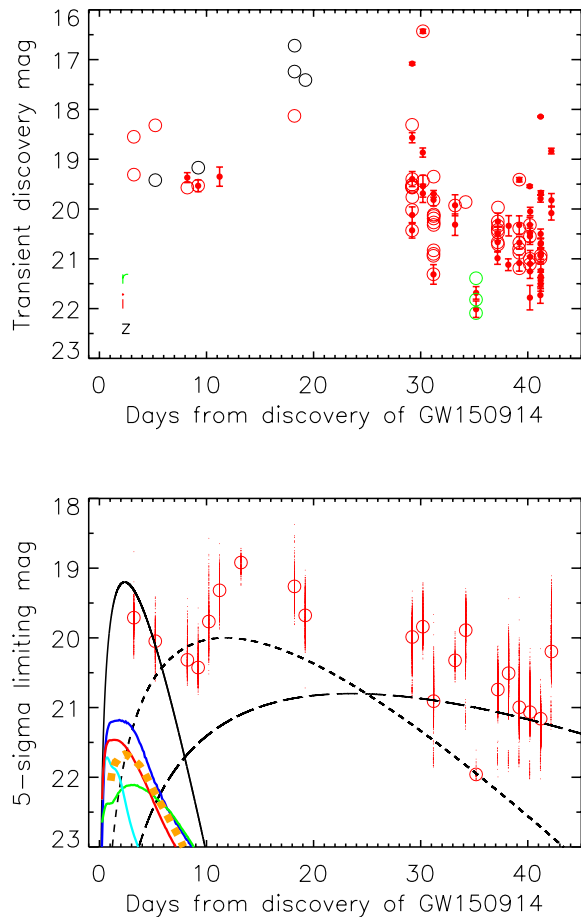 Transient discovery mag
16
17
18
19
20
21
22
23
r
i
z
0 10 20 30 40
Days from discovery of GW150914
5-sigma limiting mag
18
19
20
21
22
23
0 10 20 30 40
Days from discovery of GW150914